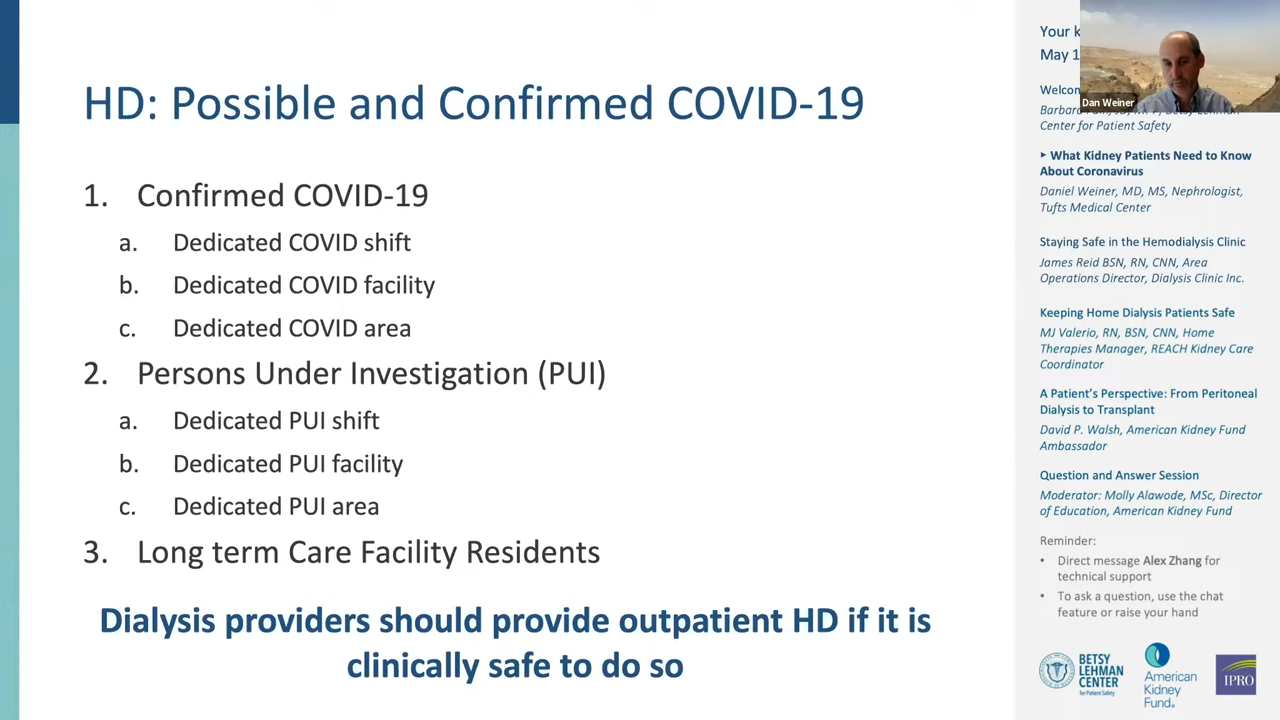 HD: Possible and Confirmed COVID-19
1. Confirmed COVID-19
a. Dedicated COVID shift
b. Dedicated COVID facility
c. Dedicated COVID area
2. Persons Under Investigation (PUI)
a. Dedicated PUI shift
b. Dedicated PUI facility
c. Dedicated PUI area
3. Long term Care Facility Residents
Dialysis providers should provide outpatient HD if it is
clinically safe to do so
Your k
May 1
Welcon
Dan Weiner
Barbara
Center for Patient Safety
‣ What Kidney Patients Need to Know
About Coronavirus
Daniel Weiner, MD, MS, Nephrologist,
Tufts Medical Center
Staying Safe in the Hemodialysis Clinic
James Reid BSN, RN, CNN, Area
Operations Director, Dialysis Clinic Inc.
Keeping Home Dialysis Patients Safe
MJ Valerio, RN, BSN, CNN, Home
Therapies Manager, REACH Kidney Care
Coordinator
A Patient's Perspective: From Peritoneal
Dialysis to Transplant
David P. Walsh, American Kidney Fund
Ambassador
Question and Answer Session
Moderator: Molly Alawode, MSc, Director
of Education, American Kidney Fund
Reminder:
• Direct message Alex Zhang for
technical support
• To ask a question, use the chat
feature or raise your hand
BETSY
LEHMAN
CENTER
for Patient Safety
American
Kidney
Fund®
IPRO